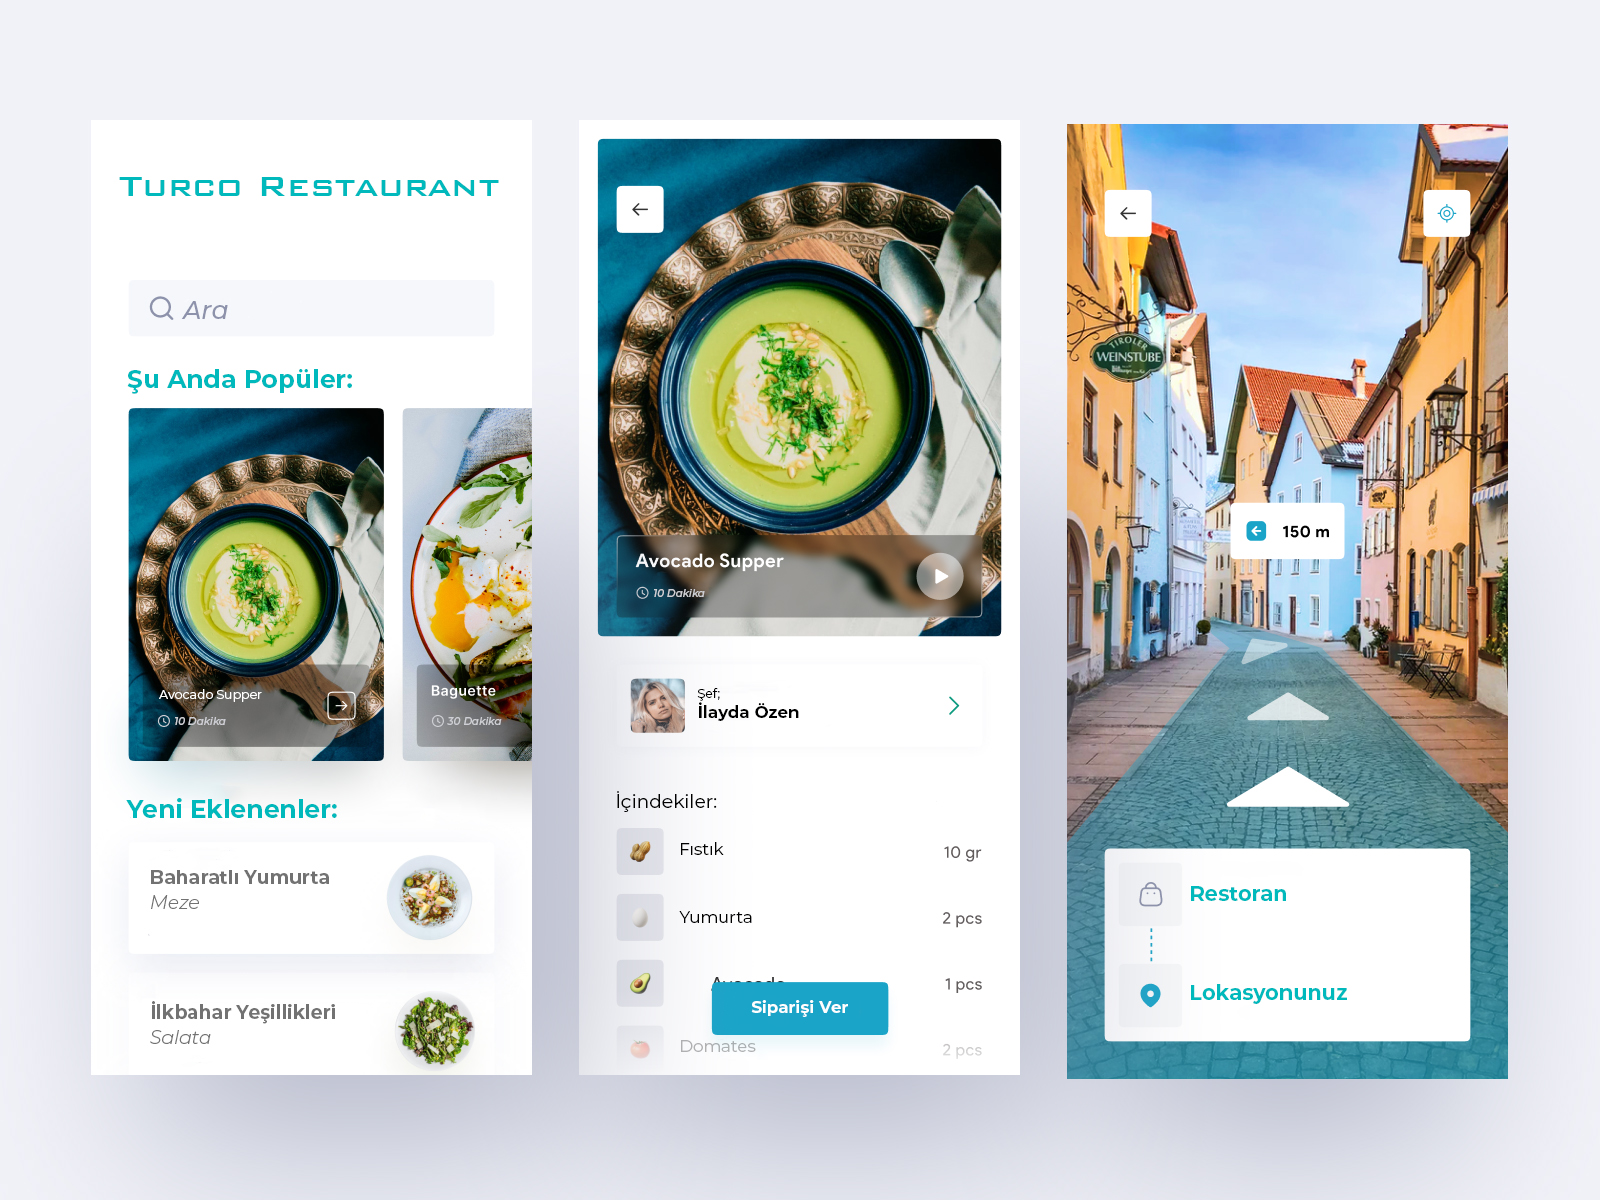 Turco Restaurant
Ara
Şu Anda Popüler:
Avocado Supper
10 Dakika
Baguette
30 Dakika
Yeni Eklenenler:
Baharatlı Yumurta
Meze
İlkbahar Yeşillikleri
Salata
Avocado Supper
10 Dakika
Şef;
İlayda Özen
İçindekiler:
Fıstık
10 gr
Yumurta
2 pcs
Avocado
1 pcs
Siparişi Ver
Domates
2 pcs
TIROLER
WEINSTUBE
150 m
Restoran
Lokasyonunuz